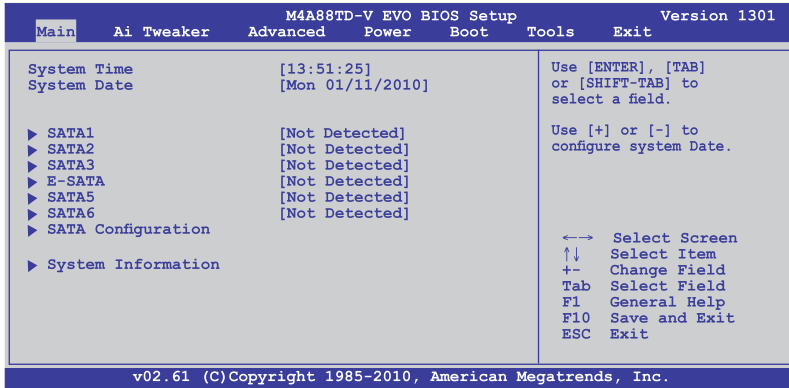 M4A88TD-V EVO BIOS Setup Version 1301
Main Ai Tweaker Advanced Power Boot Tools Exit
System Time [13:51:25]
System Date [Mon 01/11/2010]
▶ SATA1 [Not Detected]
▶ SATA2 [Not Detected]
▶ SATA3 [Not Detected]
▶ E-SATA [Not Detected]
▶ SATA5 [Not Detected]
▶ SATA6 [Not Detected]
▶ SATA Configuration
▶ System Information
Use [ENTER], [TAB]
or [SHIFT-TAB] to
select a field.
Use [+] or [-] to
configure system Date.
←→ Select Screen
↑↓ Select Item
+- Change Field
Tab Select Field
F1 General Help
F10 Save and Exit
ESC Exit
v02.61 (C)Copyright 1985-2010, American Megatrends, Inc.